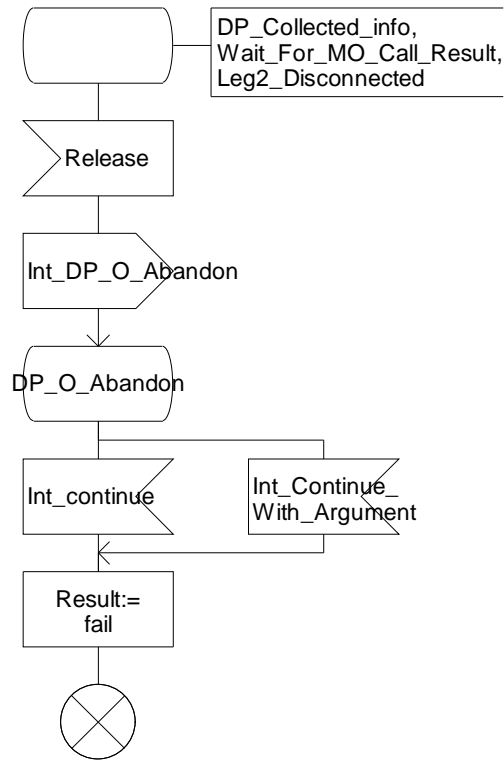 DP_Collected_info,
Wait_For_MO_Call_Result,
Leg2_Disconnected
Release
Int_DP_O_Abandon
DP_O_Abandon
Int_continue
Int_Continue_
With_Argument
Result:=
fail